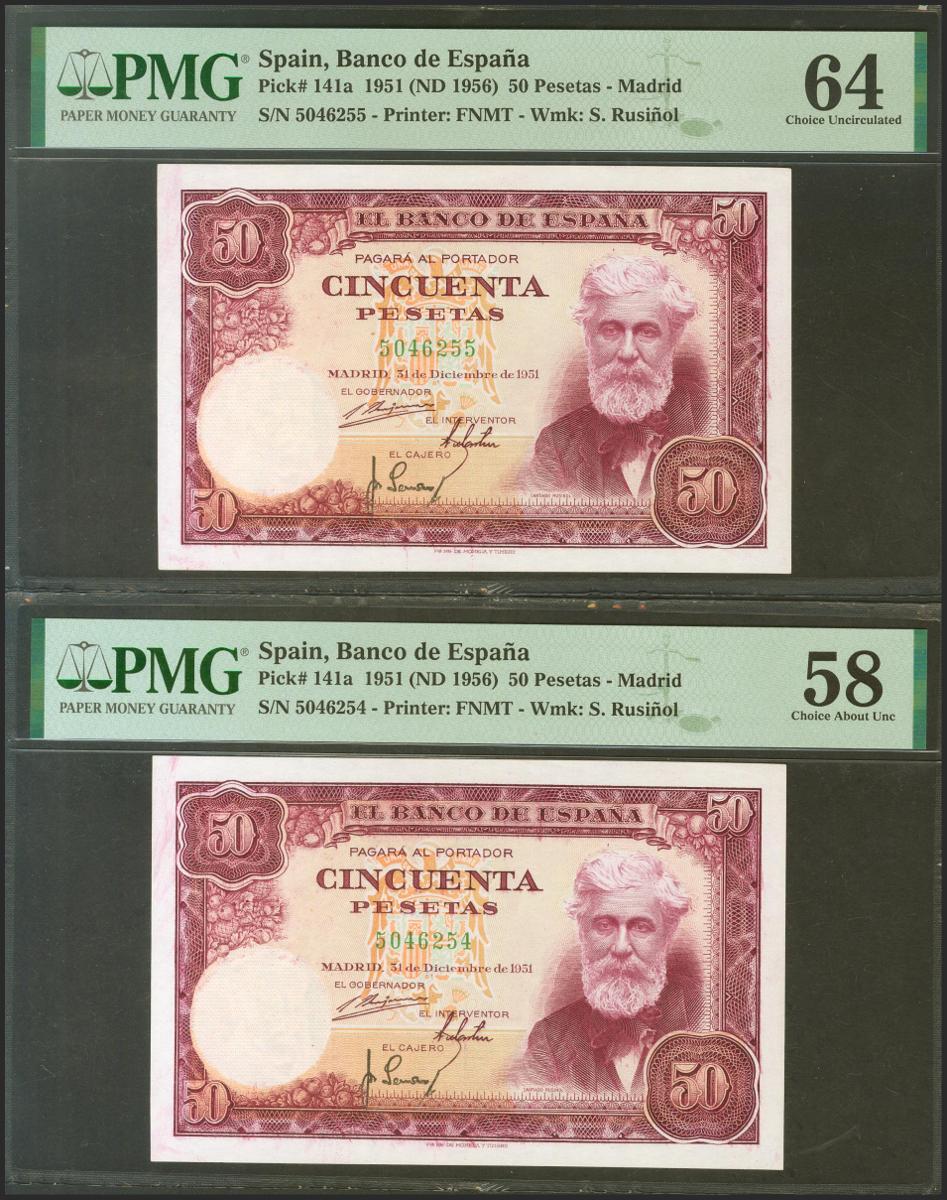 PMG®
PAPER MONEY GUARANTY
Spain, Banco de España
Pick# 141a 1951 (ND 1956) 50 Pesetas - Madrid
S/N 5046255 - Printer: FNMT - Wmk: S. Rusiñol
64
Choice Uncirculated
50
EL BANCO DE ESPAÑA
50
PAGARÁ AL PORTADOR
CINCUENTA
PESETAS
5046255
MADRID, 31 de Diciembre de 1951
EL GOBERNADOR
EL INTERVENTOR
EL CAJERO
SANTIAGO RUSIÑOL
50
50
PMG®
PAPER MONEY GUARANTY
Spain, Banco de España
Pick# 141a 1951 (ND 1956) 50 Pesetas - Madrid
S/N 5046254 - Printer: FNMT - Wmk: S. Rusiñol
58
Choice About Unc
50
EL BANCO DE ESPAÑA
50
PAGARÁ AL PORTADOR
CINCUENTA
PESETAS
5046254
MADRID, 31 de Diciembre de 1951
EL GOBERNADOR
EL INTERVENTOR
EL CAJERO
SANTIAGO RUSIÑOL
50
50